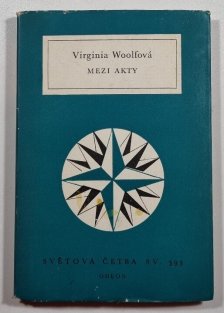 Virginia Woolfová
MEZI AKTY
SVĚTOVÁ ČETBA SV. 393
ODEON